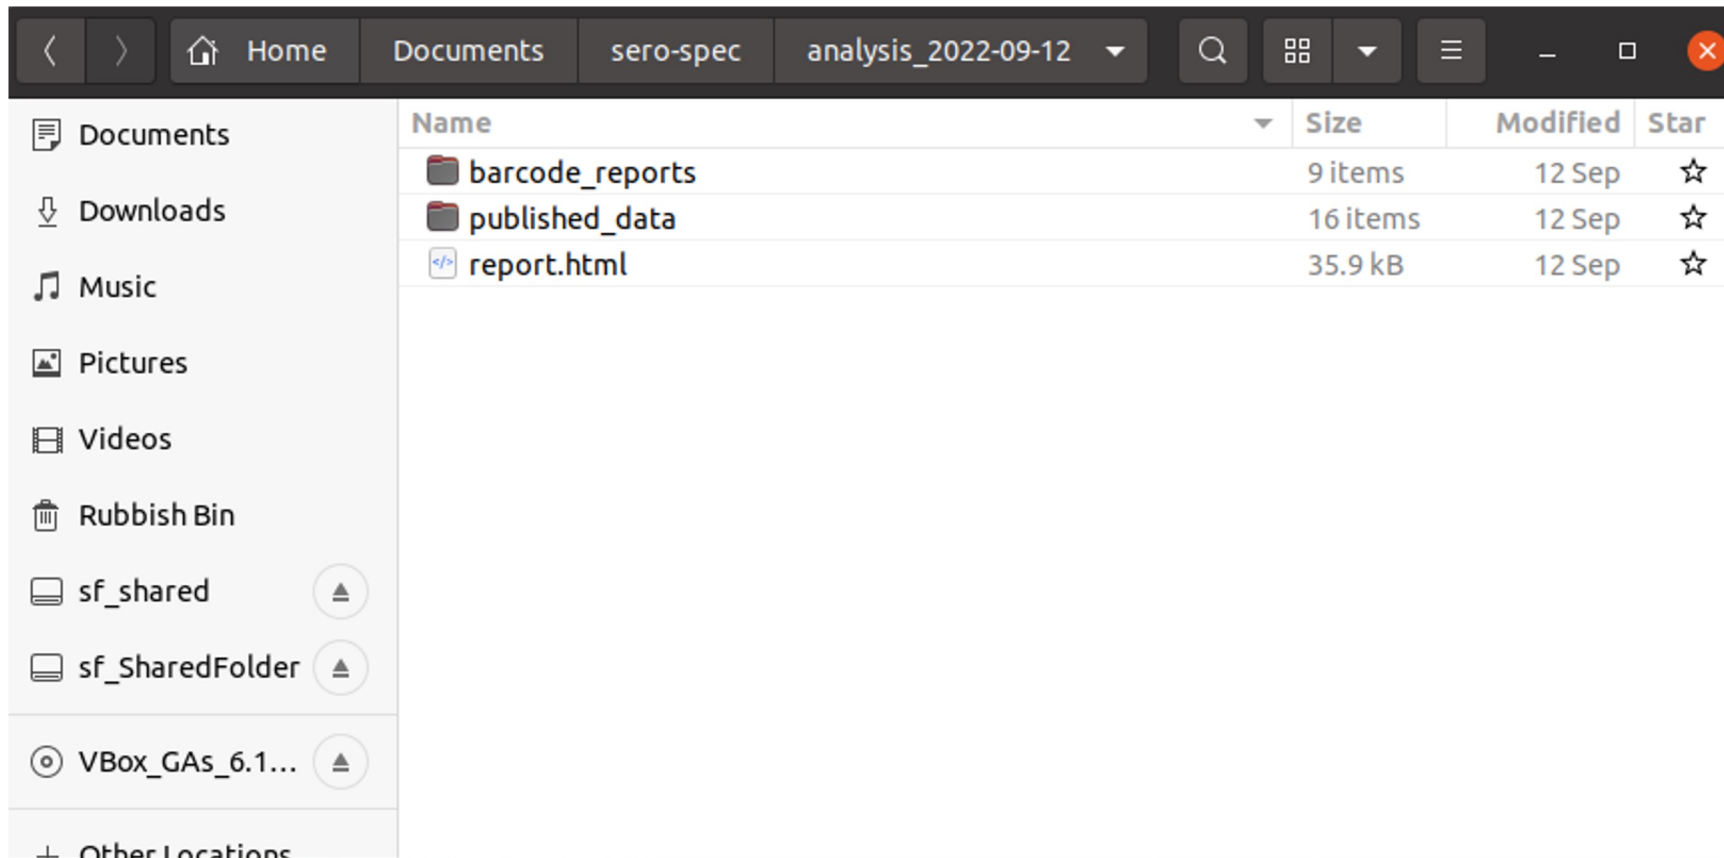 Home Documents sero-spec analysis_2022-09-12
Name Size Modified Star
Documents
Downloads
Music
Pictures
Videos
Rubbish Bin
sf_shared
sf_SharedFolder
VBox_GAs_6.1...
Other Locations
barcode_reports 9 items 12 Sep
published_data 16 items 12 Sep
report.html 35.9 kB 12 Sep